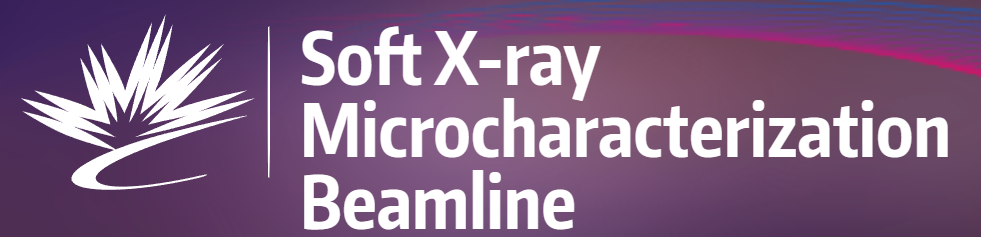 Soft X-ray
Microcharacterization
Beamline